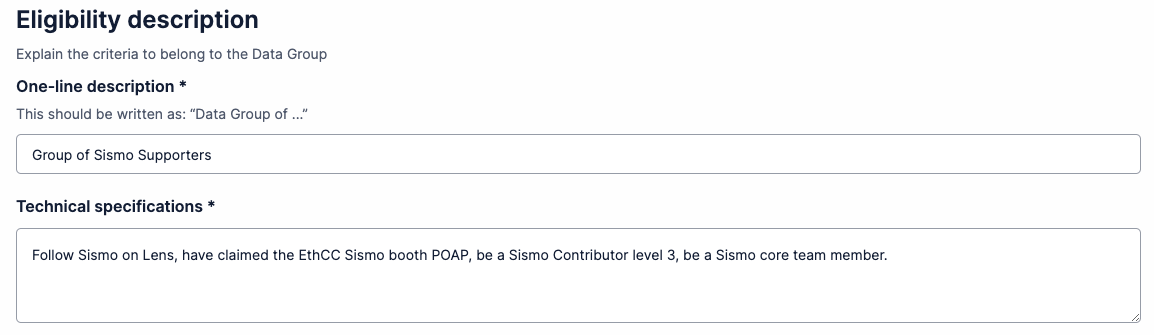 Eligibility description
Explain the criteria to belong to the Data Group
One-line description *
This should be written as: “Data Group of ...”
Group of Sismo Supporters
Technical specifications *
Follow Sismo on Lens, have claimed the EthCC Sismo booth POAP, be a Sismo Contributor level 3, be a Sismo core team member.